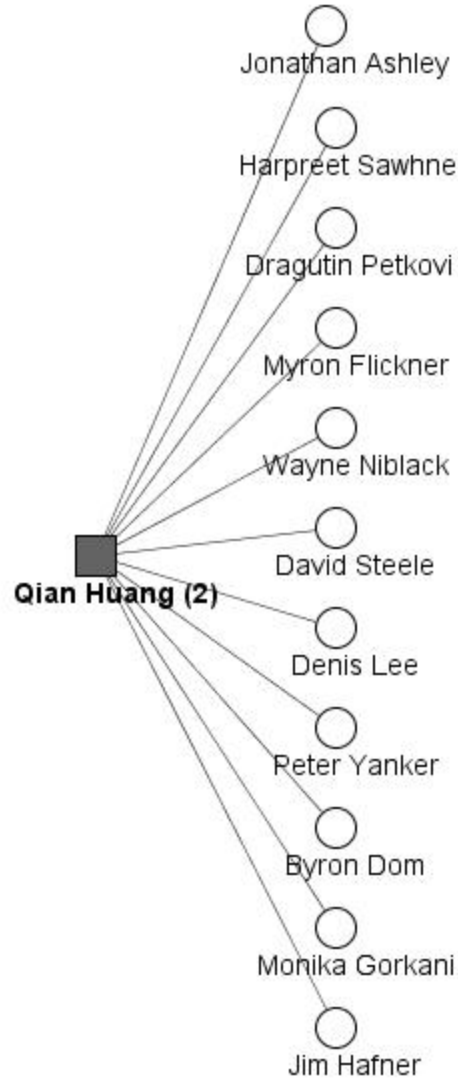 Jonathan Ashley
Harpreet Sawhne
Dragutin Petkovi
Myron Flickner
Wayne Niblack
David Steele
Qian Huang (2)
Denis Lee
Peter Yanker
Byron Dom
Monika Gorkani
Jim Hafner